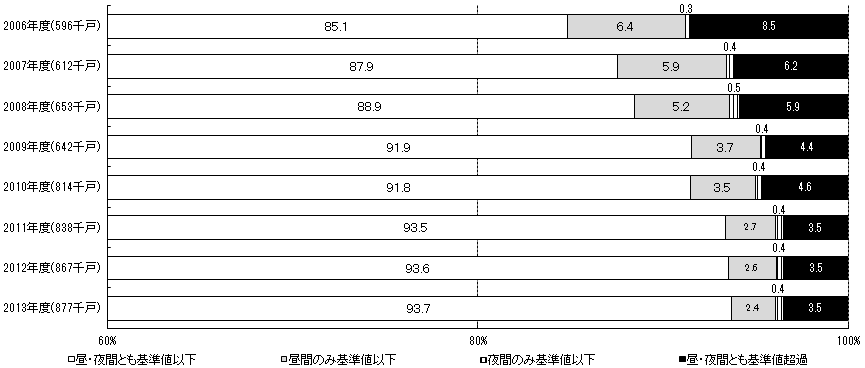 0.3
2006年度(596千戸) 85.1 6.4 8.5
0.4
2007年度(612千戸) 87.9 5.9 6.2
0.5
2008年度(653千戸) 88.9 5.2 5.9
0.4
2009年度(642千戸) 91.9 3.7 4.4
0.4
2010年度(814千戸) 91.8 3.5 4.6
0.4
2011年度(838千戸) 93.5 2.7 3.5
0.4
2012年度(867千戸) 93.6 2.6 3.5
0.4
2013年度(877千戸) 93.7 2.4 3.5
60% 80% 100%
昼・夜間とも基準値以下 昼間のみ基準値以下 夜間のみ基準値以下 昼・夜間とも基準値超過